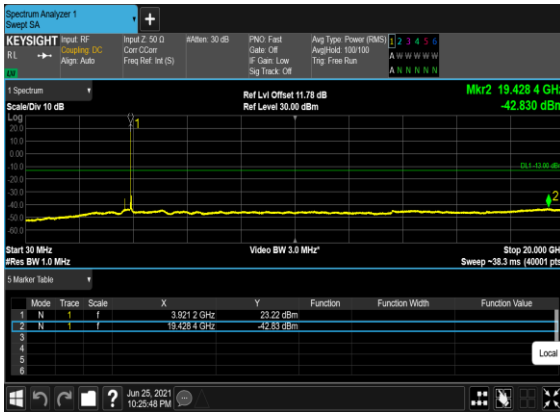 Spectrum Analyzer 1
Swept SA
+
KEYSIGHT Input: RF Input Z: 50 Ω #Atten: 30 dB PNO: Fast Avg Type: Power (RMS) 1 2 3 4 5 6
RL Coupling: DC Corr CCorr Gate: Off Avg|Hold: 100/100 A W W W W W
Align: Auto Freq Ref: Int (S) IF Gain: Low Trig: Free Run
Sig Track: Off A N N N N N
1 Spectrum Ref Lvl Offset 11.78 dB Mkr2 19.428 4 GHz
Scale/Div 10 dB Ref Level 30.00 dBm -42.830 dBm
Log
20.0 1
10.0
0.00
-10.0 DL1 -13.00 dBm
-20.0
-30.0
-40.0 2
-50.0
-60.0
Start 30 MHz Video BW 3.0 MHz* Stop 20.000 GH
#Res BW 1.0 MHz Sweep ~38.3 ms (40001 pts
5 Marker Table
Mode Trace Scale X Y Function Function Width Function Value
1 N 1 f 3.921 2 GHz 23.22 dBm
2 N 1 f 19.428 4 GHz -42.83 dBm
3
4
5
6
Local
? Jun 25, 2021
10:25:48 PM